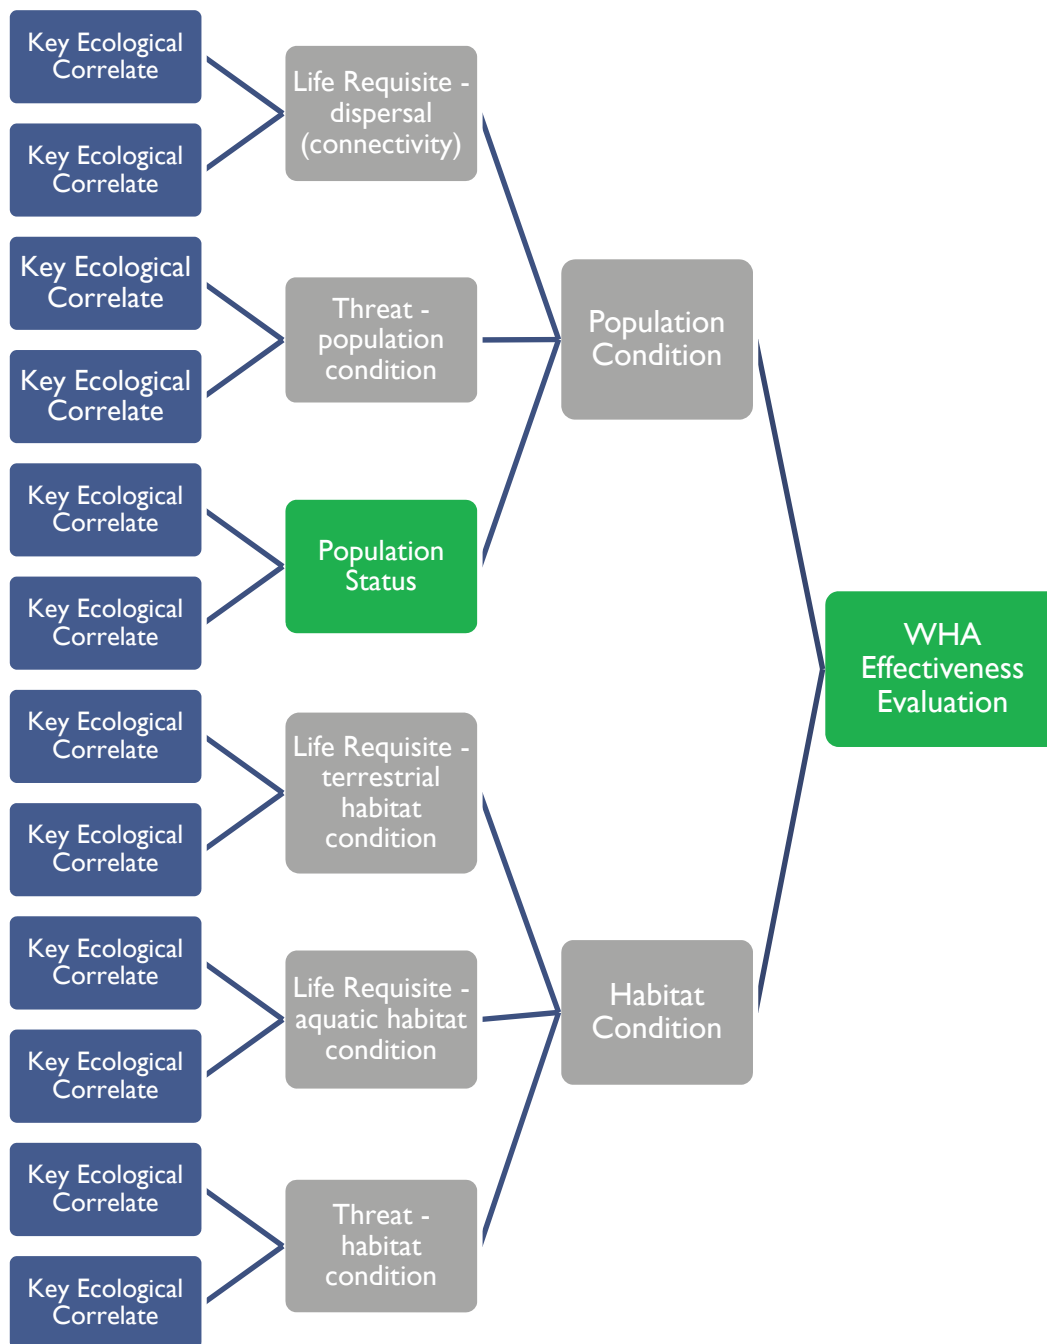 Key Ecological
Correlate
Key Ecological
Correlate
Key Ecological
Correlate
Key Ecological
Correlate
Key Ecological
Correlate
Key Ecological
Correlate
Key Ecological
Correlate
Key Ecological
Correlate
Key Ecological
Correlate
Key Ecological
Correlate
Key Ecological
Correlate
Key Ecological
Correlate
Life Requisite -
dispersal
(connectivity)
Threat -
population
condition
Population
Status
Life Requisite -
terrestrial
habitat
condition
Life Requisite -
aquatic habitat
condition
Threat -
habitat
condition
Population
Condition
Habitat
Condition
WHA
Effectiveness
Evaluation